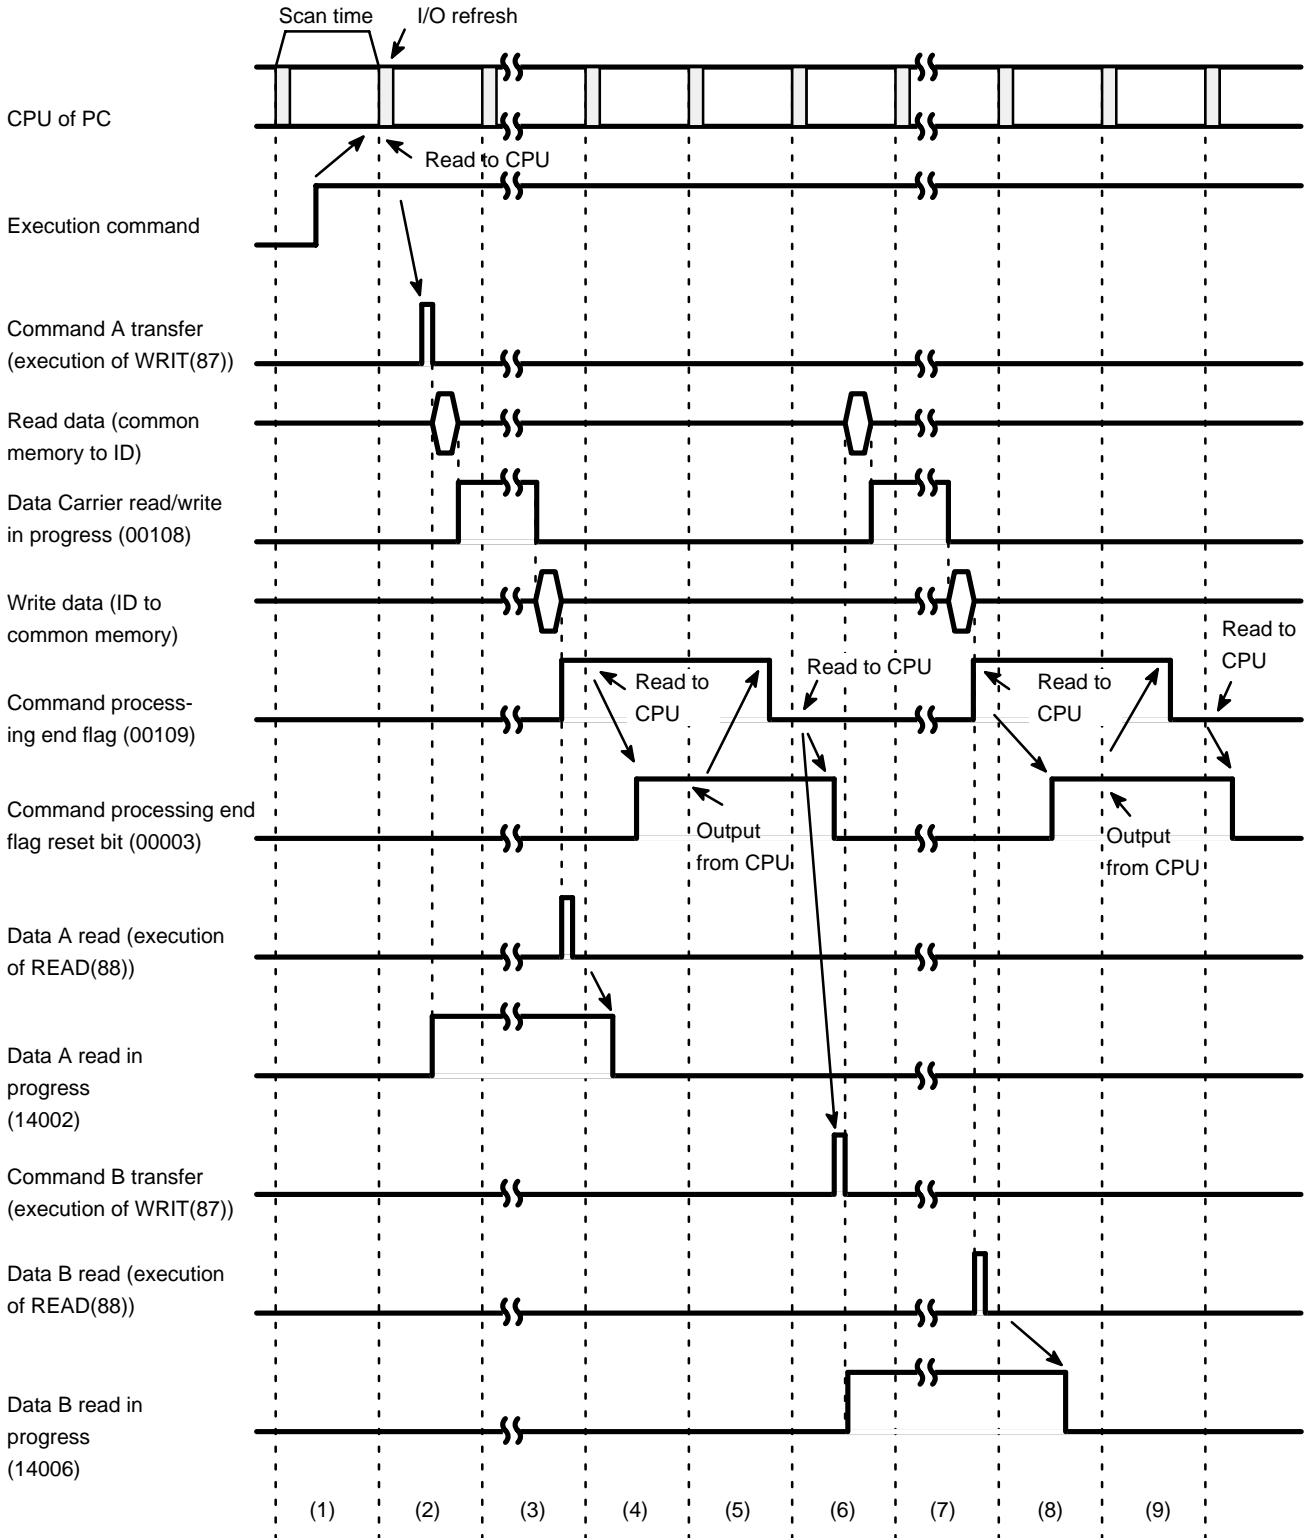 Scan time
I/O refresh
CPU of PC
Read to CPU
Execution command
Command A transfer
(execution of WRIT(87))
Read data (common
memory to ID)
Data Carrier read/write
in progress (00108)
Write data (ID to
common memory)
Read to
CPU
Read to CPU
Command process-
ing end flag (00109)
Read to
CPU
Read to
CPU
Command processing end
flag reset bit (00003)
Output
from CPU
Output
from CPU
Data A read (execution
of READ(88))
Data A read in
progress
(14002)
Command B transfer
(execution of WRIT(87))
Data B read (execution
of READ(88))
Data B read in
progress
(14006)
(1) (2) (3) (4) (5) (6) (7) (8) (9)